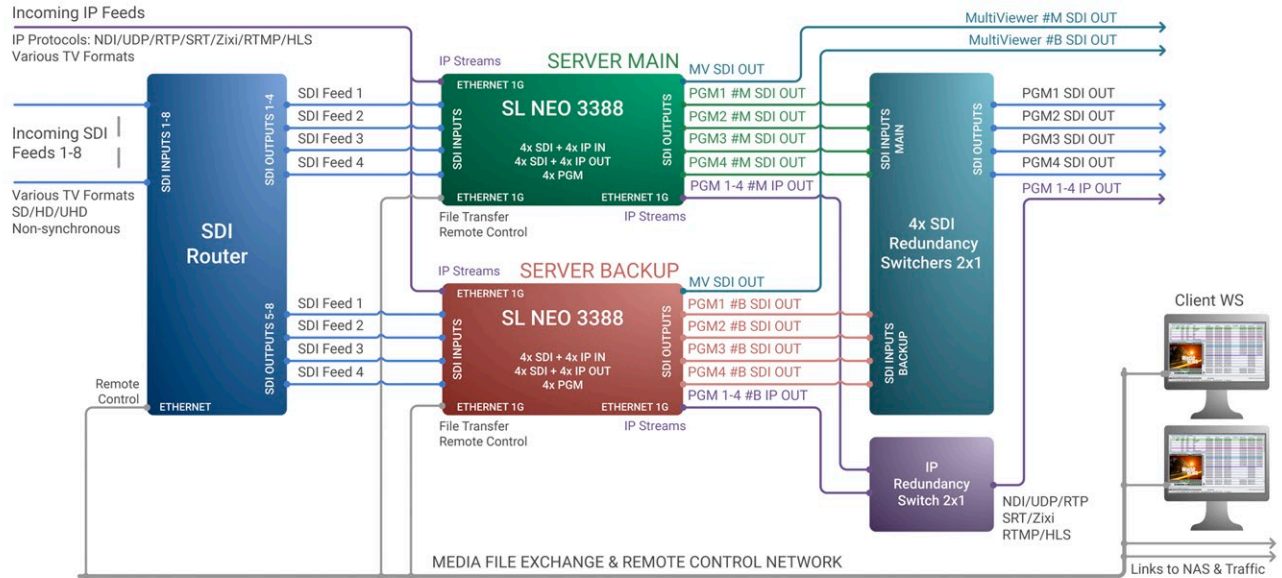 Incoming IP Feeds
IP Protocols: NDI/UDP/RTP/SRT/Zixi/RTMP/HLS
Various TV Formats
Incoming SDI
Feeds 1-8
Various TV Formats
SD/HD/UHD
Non-synchronous
SDI INPUTS 1-8
SDI OUTPUTS 1-4
SDI
Router
SDI OUTPUTS 5-8
Remote
Control
ETHERNET
SDI Feed 1
SDI Feed 2
SDI Feed 3
SDI Feed 4
SDI Feed 1
SDI Feed 2
SDI Feed 3
SDI Feed 4
IP Streams
SERVER MAIN
ETHERNET 1G
SL NEO 3388
SDI INPUTS
4x SDI + 4x IP IN
4x SDI + 4x IP OUT
4x PGM
SDI OUTPUTS
ETHERNET 1G
ETHERNET 1G
File Transfer
Remote Control
IP Streams
IP Streams
SERVER BACKUP
ETHERNET 1G
SL NEO 3388
SDI INPUTS
4x SDI + 4x IP IN
4x SDI + 4x IP OUT
4x PGM
SDI OUTPUTS
ETHERNET 1G
ETHERNET 1G
File Transfer
Remote Control
IP Streams
MV SDI OUT
PGM1 #M SDI OUT
PGM2 #M SDI OUT
PGM3 #M SDI OUT
PGM4 #M SDI OUT
PGM 1-4 #M IP OUT
MV SDI OUT
PGM1 #B SDI OUT
PGM2 #B SDI OUT
PGM3 #B SDI OUT
PGM4 #B SDI OUT
PGM 1-4 #B IP OUT
MultiViewer #M SDI OUT
MultiViewer #B SDI OUT
SDI INPUTS
MAIN
SDI OUTPUTS
4x SDI
Redundancy
Switchers 2x1
SDI INPUTS
BACKUP
PGM1 SDI OUT
PGM2 SDI OUT
PGM3 SDI OUT
PGM4 SDI OUT
PGM 1-4 IP OUT
IP
Redundancy
Switch 2x1
NDI/UDP/RTP
SRT/Zixi
RTMP/HLS
Client WS
MEDIA FILE EXCHANGE & REMOTE CONTROL NETWORK
Links to NAS & Traffic